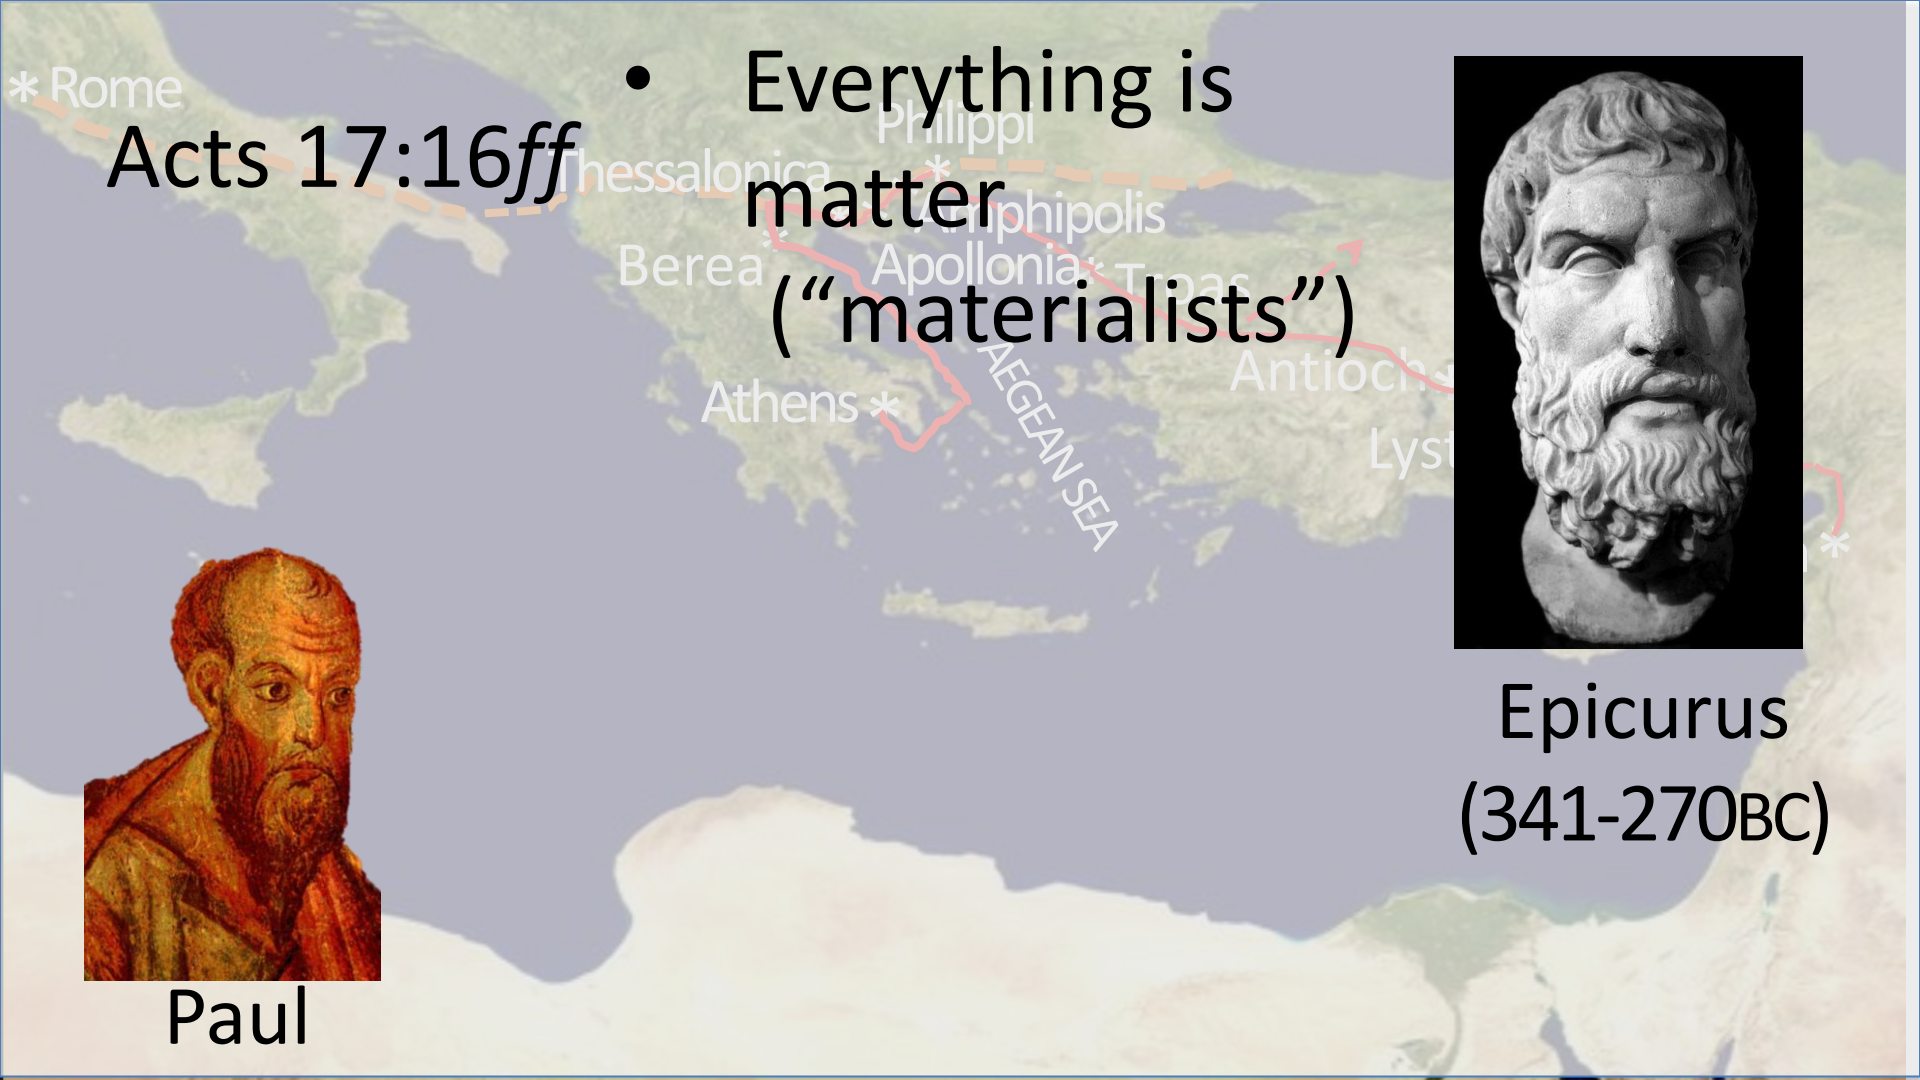 Acts 17:16ff
• Everything is
matter
(“materialists”)
* Rome
Philippi
*
Thessalonica
Amphipolis
Berea *
Apollonia
Troas
Antioch *
Athens *
AEGEAN SEA
*
Epicurus
(341-270BC)
Paul